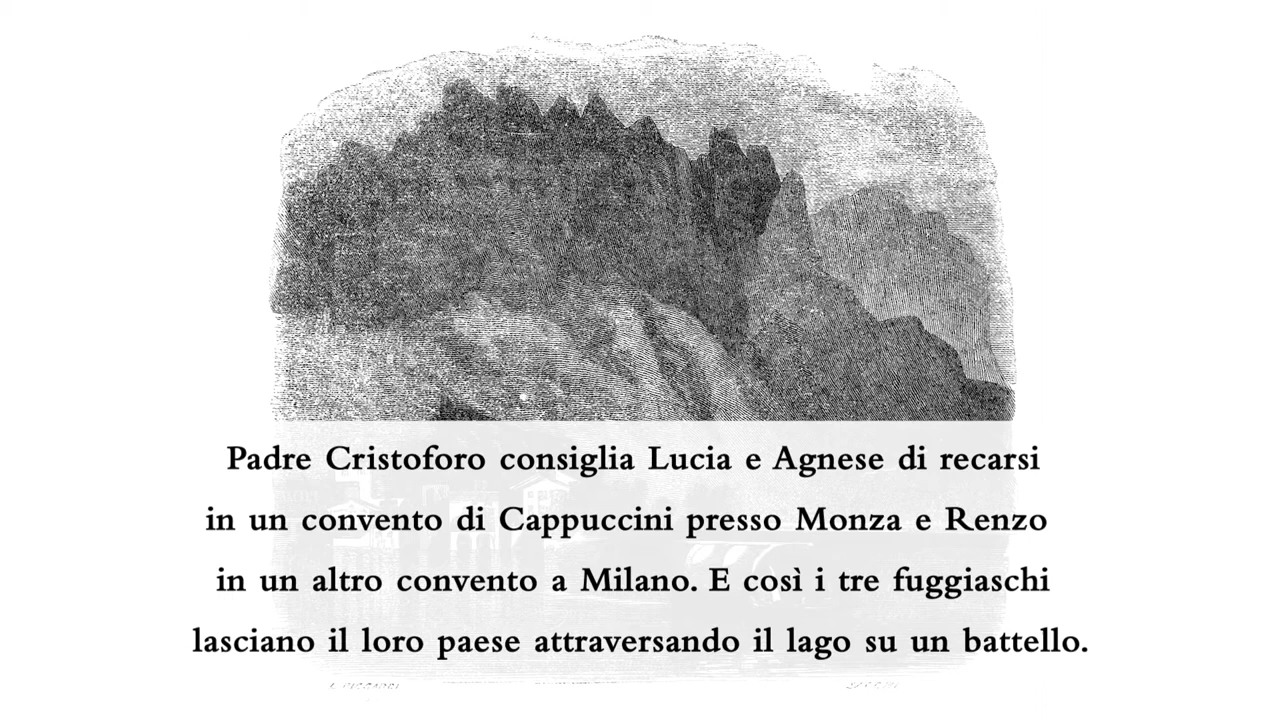 Padre Cristoforo consiglia Lucia e Agnese di recarsi
in un convento di Cappuccini presso Monza e Renzo
in un altro convento a Milano. E così i tre fuggiaschi
lasciano il loro paese attraversando il lago su un battello.